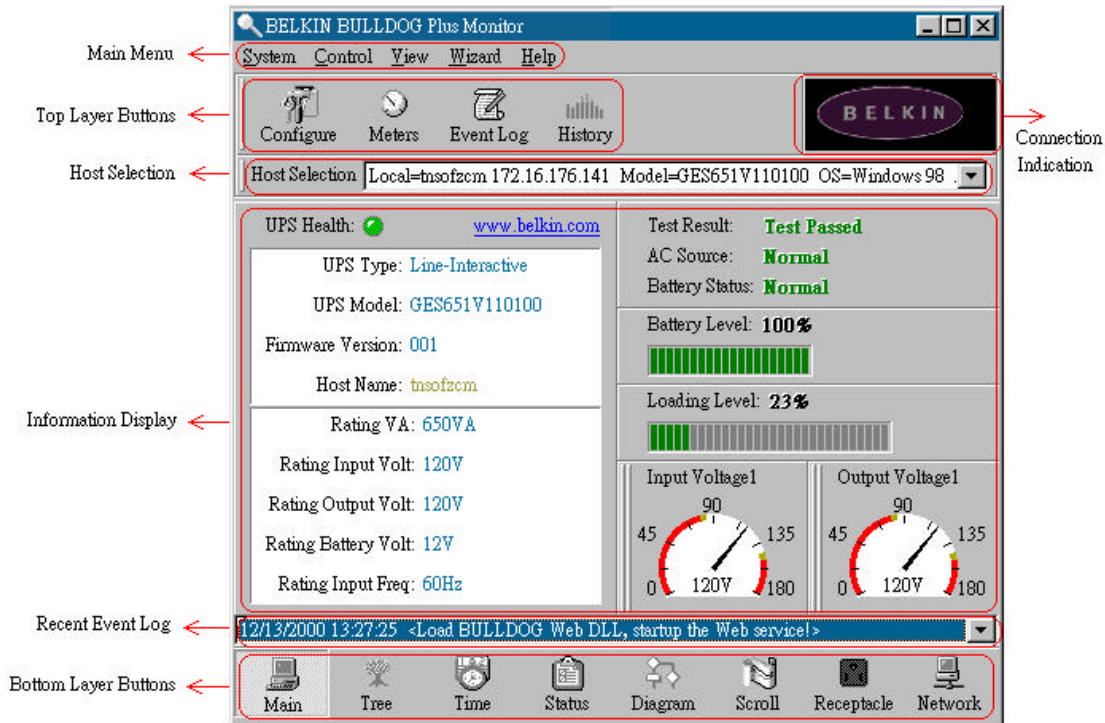 BELKIN BULLDOG Plus Monitor
Main Menu
System Control View Wizard Help
Top Layer Buttons
Configure Meters Event Log History
BELKIN
Connection
Indication
Host Selection
Host Selection Local=tnsofzcm 172.16.176.141 Model=GES651V110100 OS=Windows 98 .
UPS Health: www.belkin.com
UPS Type: Line-Interactive
UPS Model: GES651V110100
Firmware Version: 001
Host Name: tnsofzcm
Information Display
Rating VA: 650VA
Rating Input Volt: 120V
Rating Output Volt: 120V
Rating Battery Volt: 12V
Rating Input Freq: 60Hz
Test Result: Test Passed
AC Source: Normal
Battery Status: Normal
Battery Level: 100%
Loading Level: 23%
Input Voltage1
90
45 135
0 120V 180
Output Voltage1
90
45 135
0 120V 180
Recent Event Log
12/13/2000 13:27:25 <Load BULLDOG Web DLL, startup the Web service!>
Bottom Layer Buttons
Main Tree Time Status Diagram Scroll Receptacle Network